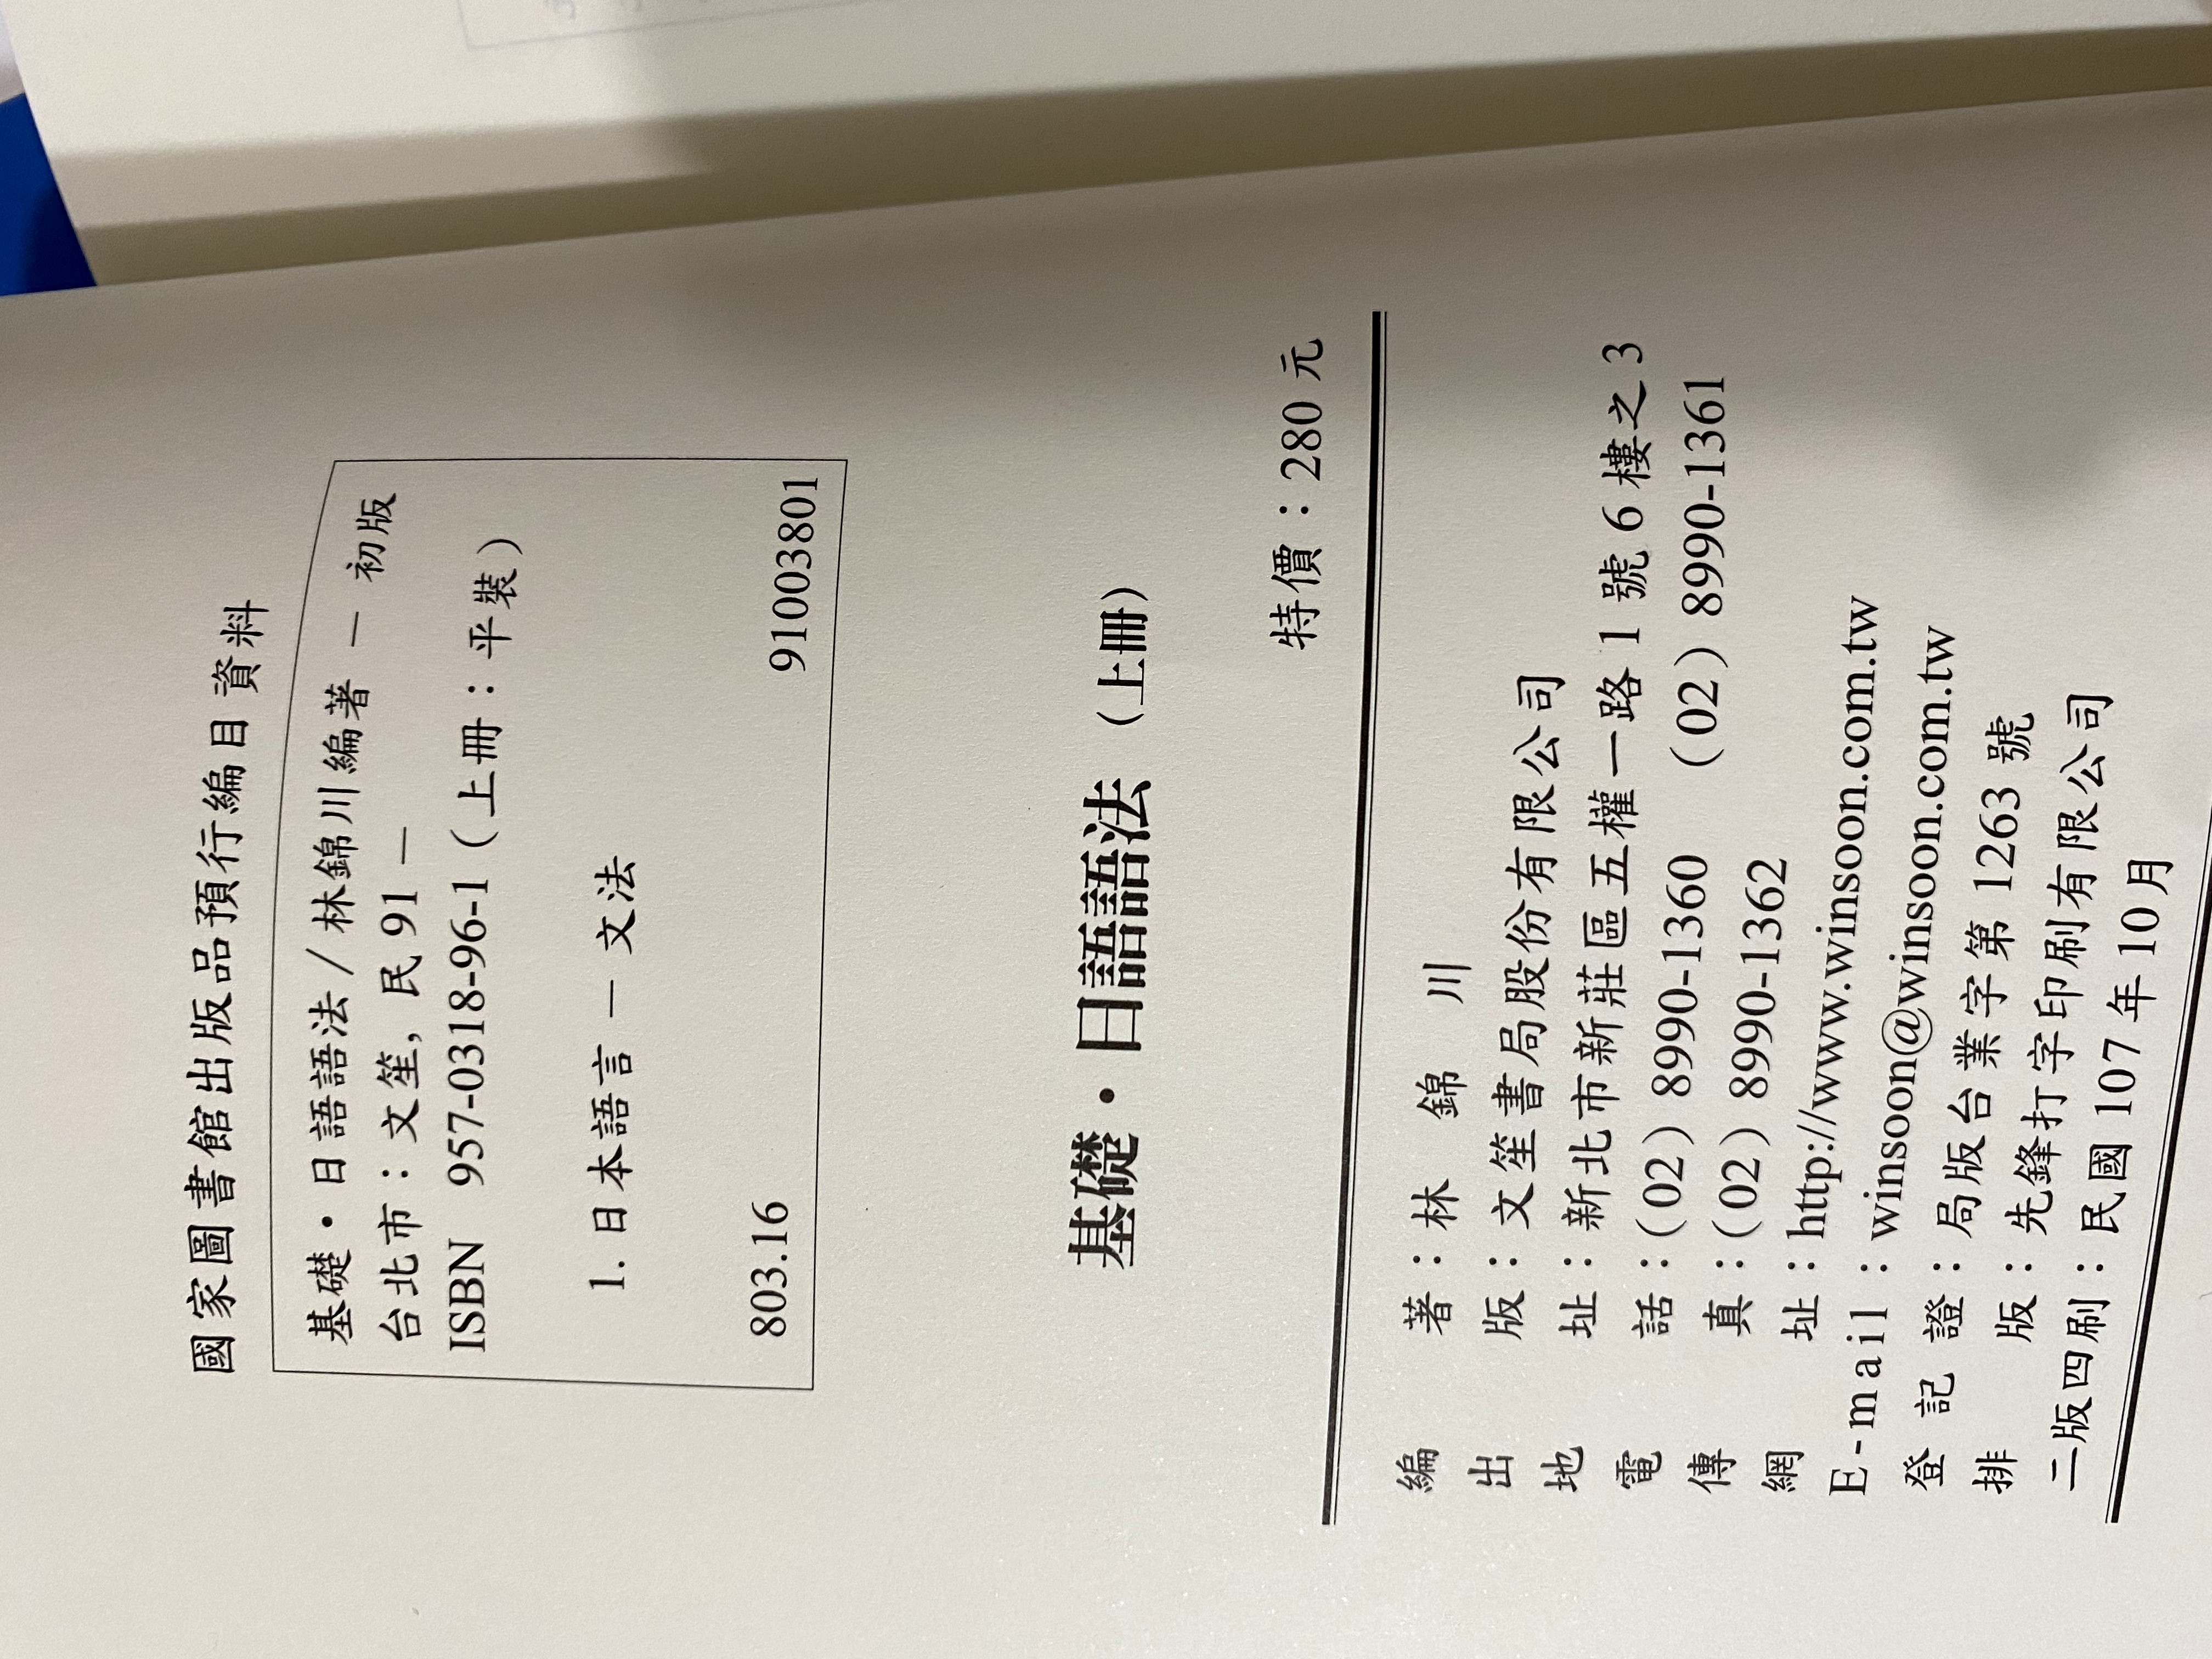 國家圖書館出版品預行編目資料
基礎・日語語法／林錦川編著 － 初版
台北市：文笙, 民 91 －
ISBN 957-0318-96-1（上冊：平裝）
1. 日本語言 － 文法
803.16 91003801
基礎・日語語法（上冊）
特價：280 元
編 著：林 錦 川
出 版：文笙書局股份有限公司
地 址：新北市新莊區五權一路 1 號 6 樓之 3
電 話：（02）8990-1360 （02）8990-1361
傳 真：（02）8990-1362
網 址：http://www.winsoon.com.tw
E-mail：winsoon@winsoon.com.tw
登 記 證：局版台業字第 1263 號
排 版：先鋒打字印刷有限公司
二版四刷：民國 107 年 10 月